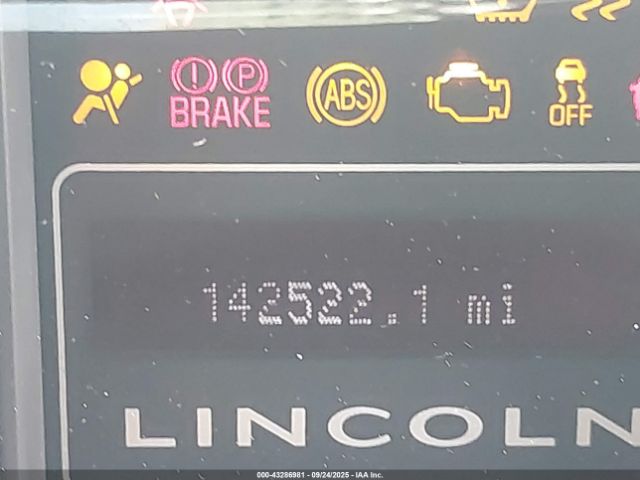 BRAKE
ABS
OFF
142522.1 mi
LINCOLN
000-43286981 - 09/24/2025 - IAA Inc.